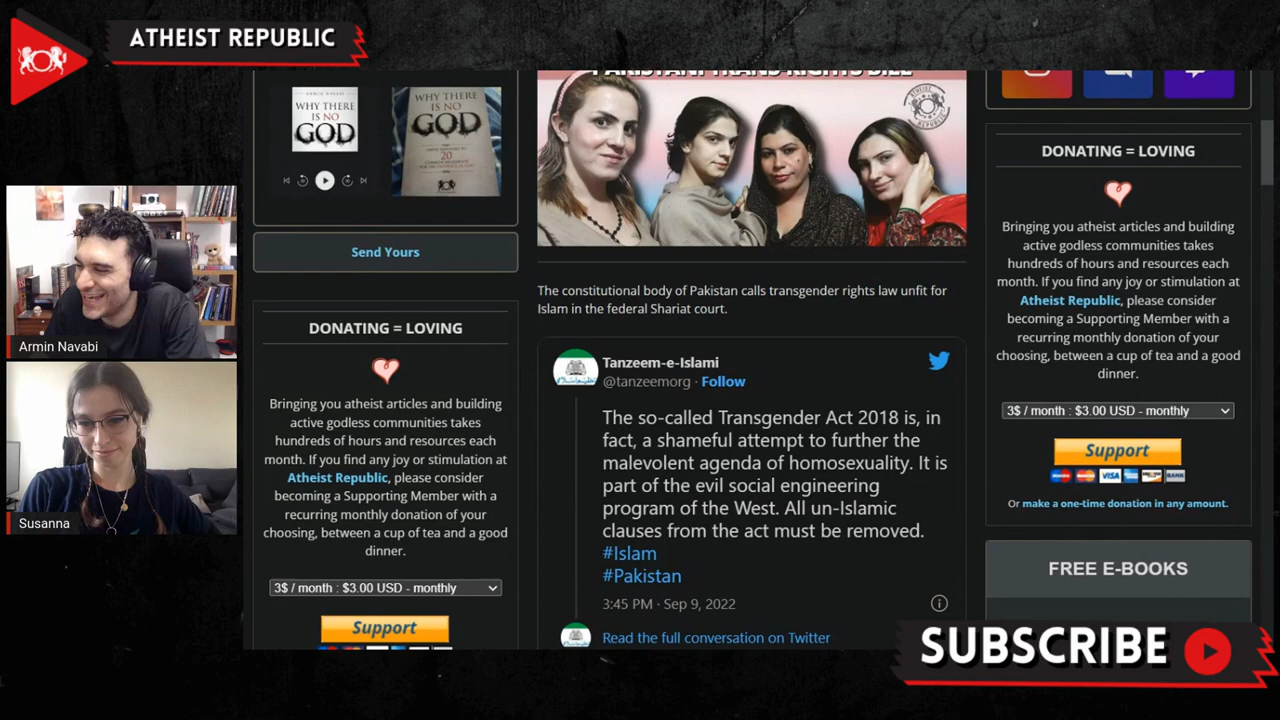 ATHEIST REPUBLIC
Armin Navabi
Susanna
WHY THERE
IS NO
GOD
WHY THERE
IS NO
GOD
20
Send Yours
DONATING = LOVING
Bringing you atheist articles and building
active godless communities takes
hundreds of hours and resources each
month. If you find any joy or stimulation at
Atheist Republic, please consider
becoming a Supporting Member with a
recurring monthly donation of your
choosing, between a cup of tea and a good
dinner.
3$ / month : $3.00 USD - monthly
Support
PAKISTANI TRANS-RIGHTS BILL
The constitutional body of Pakistan calls transgender rights law unfit for
Islam in the federal Shariat court.
Tanzeem-e-Islami
@tanzeemorg · Follow
The so-called Transgender Act 2018 is, in
fact, a shameful attempt to further the
malevolent agenda of homosexuality. It is
part of the evil social engineering
program of the West. All un-Islamic
clauses from the act must be removed.
#Islam
#Pakistan
3:45 PM · Sep 9, 2022
Read the full conversation on Twitter
DONATING = LOVING
Bringing you atheist articles and building
active godless communities takes
hundreds of hours and resources each
month. If you find any joy or stimulation at
Atheist Republic, please consider
becoming a Supporting Member with a
recurring monthly donation of your
choosing, between a cup of tea and a good
dinner.
3$ / month : $3.00 USD - monthly
Support
VISA
BANK
Or make a one-time donation in any amount.
FREE E-BOOKS
SUBSCRIBE